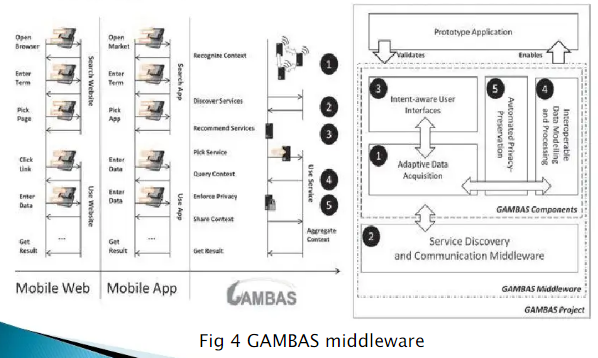 Open
Browser
Enter
Term
Pick
Page
Search Website
Click
Link
Enter
Data
Use Website
...
Get
Result
Mobile Web
Open
Market
Enter
Term
Pick
App
Search App
Enter
Data
Enter
Data
Use App
...
Get
Result
Mobile App
Recognize Context
1
Discover Services
2
Recommend Services
3
Pick Service
Query Context
4
Enforce Privacy
5
Share Context
Use Service
Aggregate
Context
Get Result
GAMBAS
Prototype Application
Validates
Enables
3
Intent-aware User
Interfaces
5
Automated Privacy-
Preservation
4
Interoperable
Data Modelling
and Processing
1
Adaptive Data
Acquisition
GAMBAS Components
2
Service Discovery
and Communication Middleware
GAMBAS Middleware
GAMBAS Project
Fig 4 GAMBAS middleware